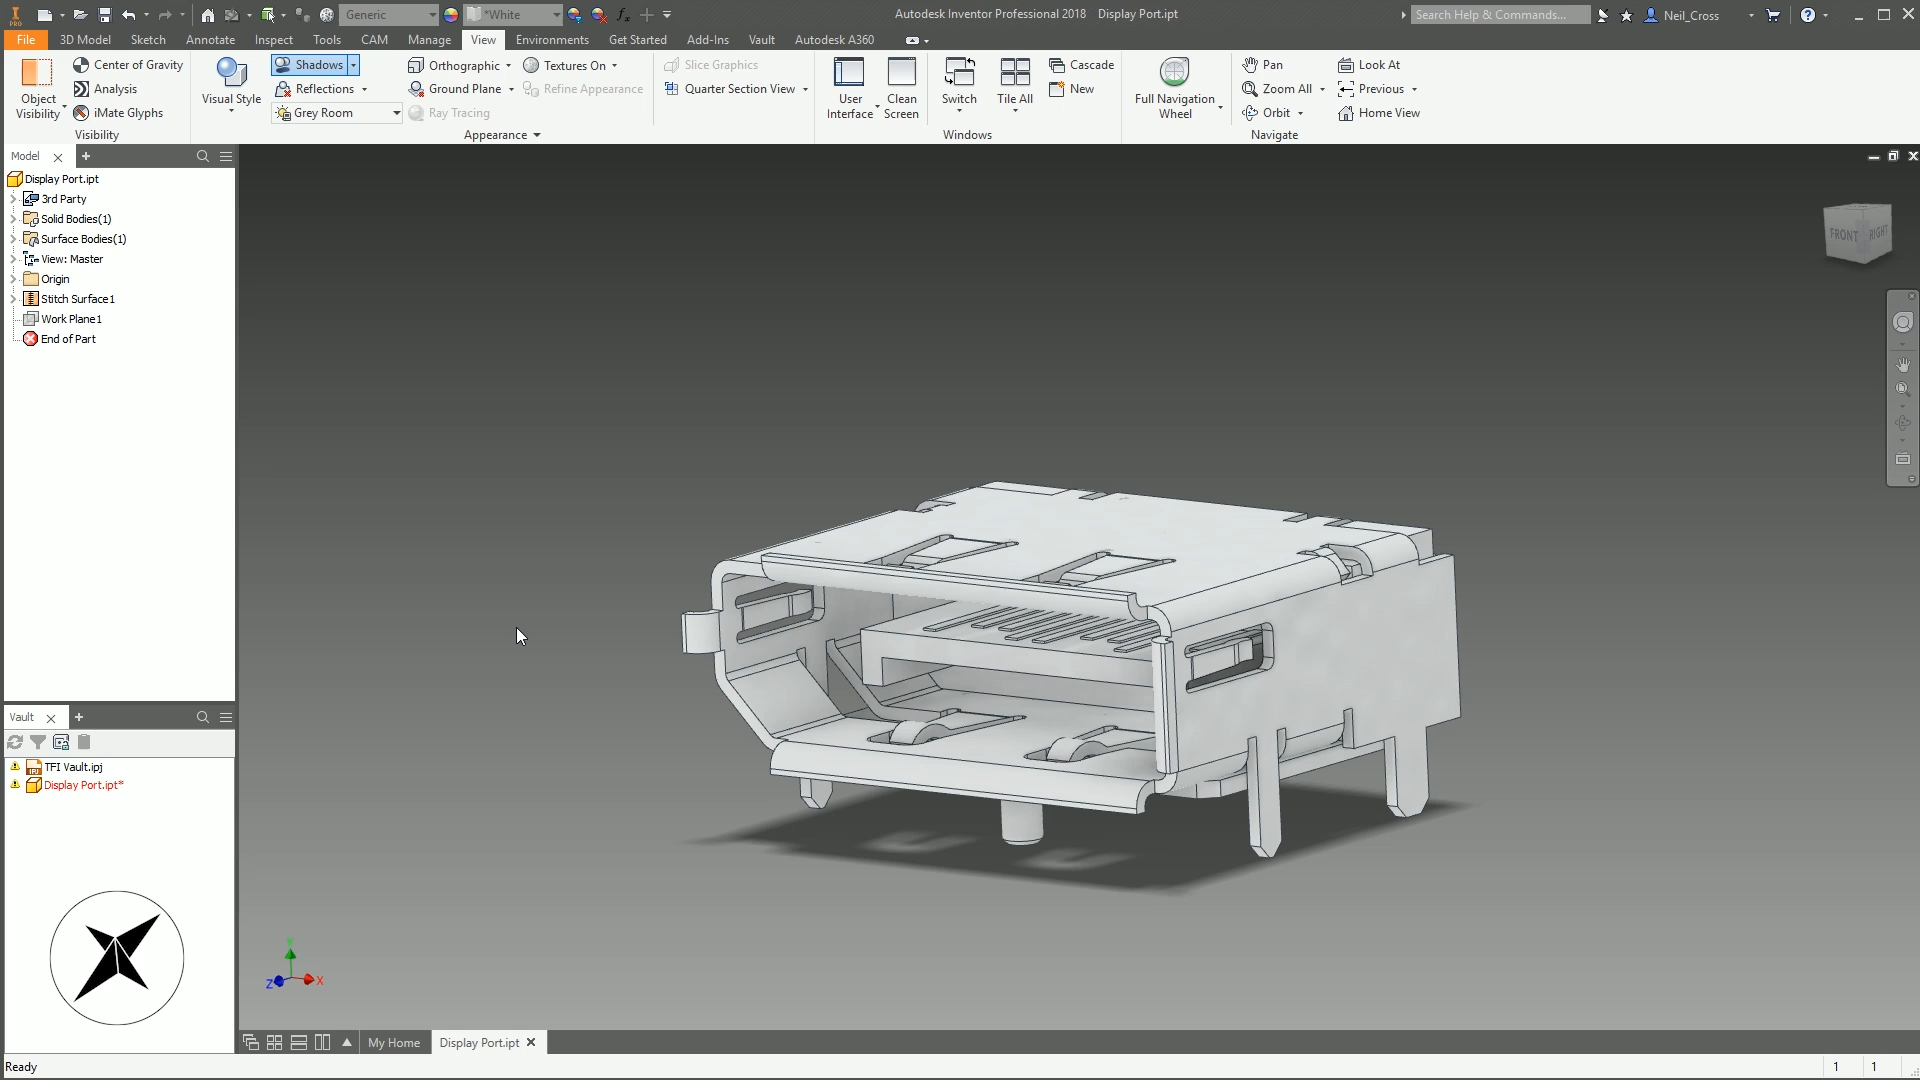 PRO Generic *White fx Autodesk Inventor Professional 2018 Display Port.ipt Search Help & Commands... Neil_Cross
File 3D Model Sketch Annotate Inspect Tools CAM Manage View Environments Get Started Add-Ins Vault Autodesk A360
Center of Gravity Shadows Orthographic Textures On Slice Graphics Cascade Pan Look At
Analysis Reflections Ground Plane Refine Appearance Quarter Section View New Zoom All Previous
Object Visibility iMate Glyphs Visual Style Grey Room Ray Tracing User Interface Clean Screen Switch Tile All Full Navigation Wheel Orbit Home View
Visibility Appearance Windows Navigate
Model
Display Port.ipt
3rd Party
Solid Bodies(1)
Surface Bodies(1)
View: Master
Origin
Stitch Surface1
Work Plane1
End of Part
FRONT RIGHT
Vault
TFI Vault.ipj
Display Port.ipt*
Y
Z X
My Home Display Port.ipt
Ready 1 1